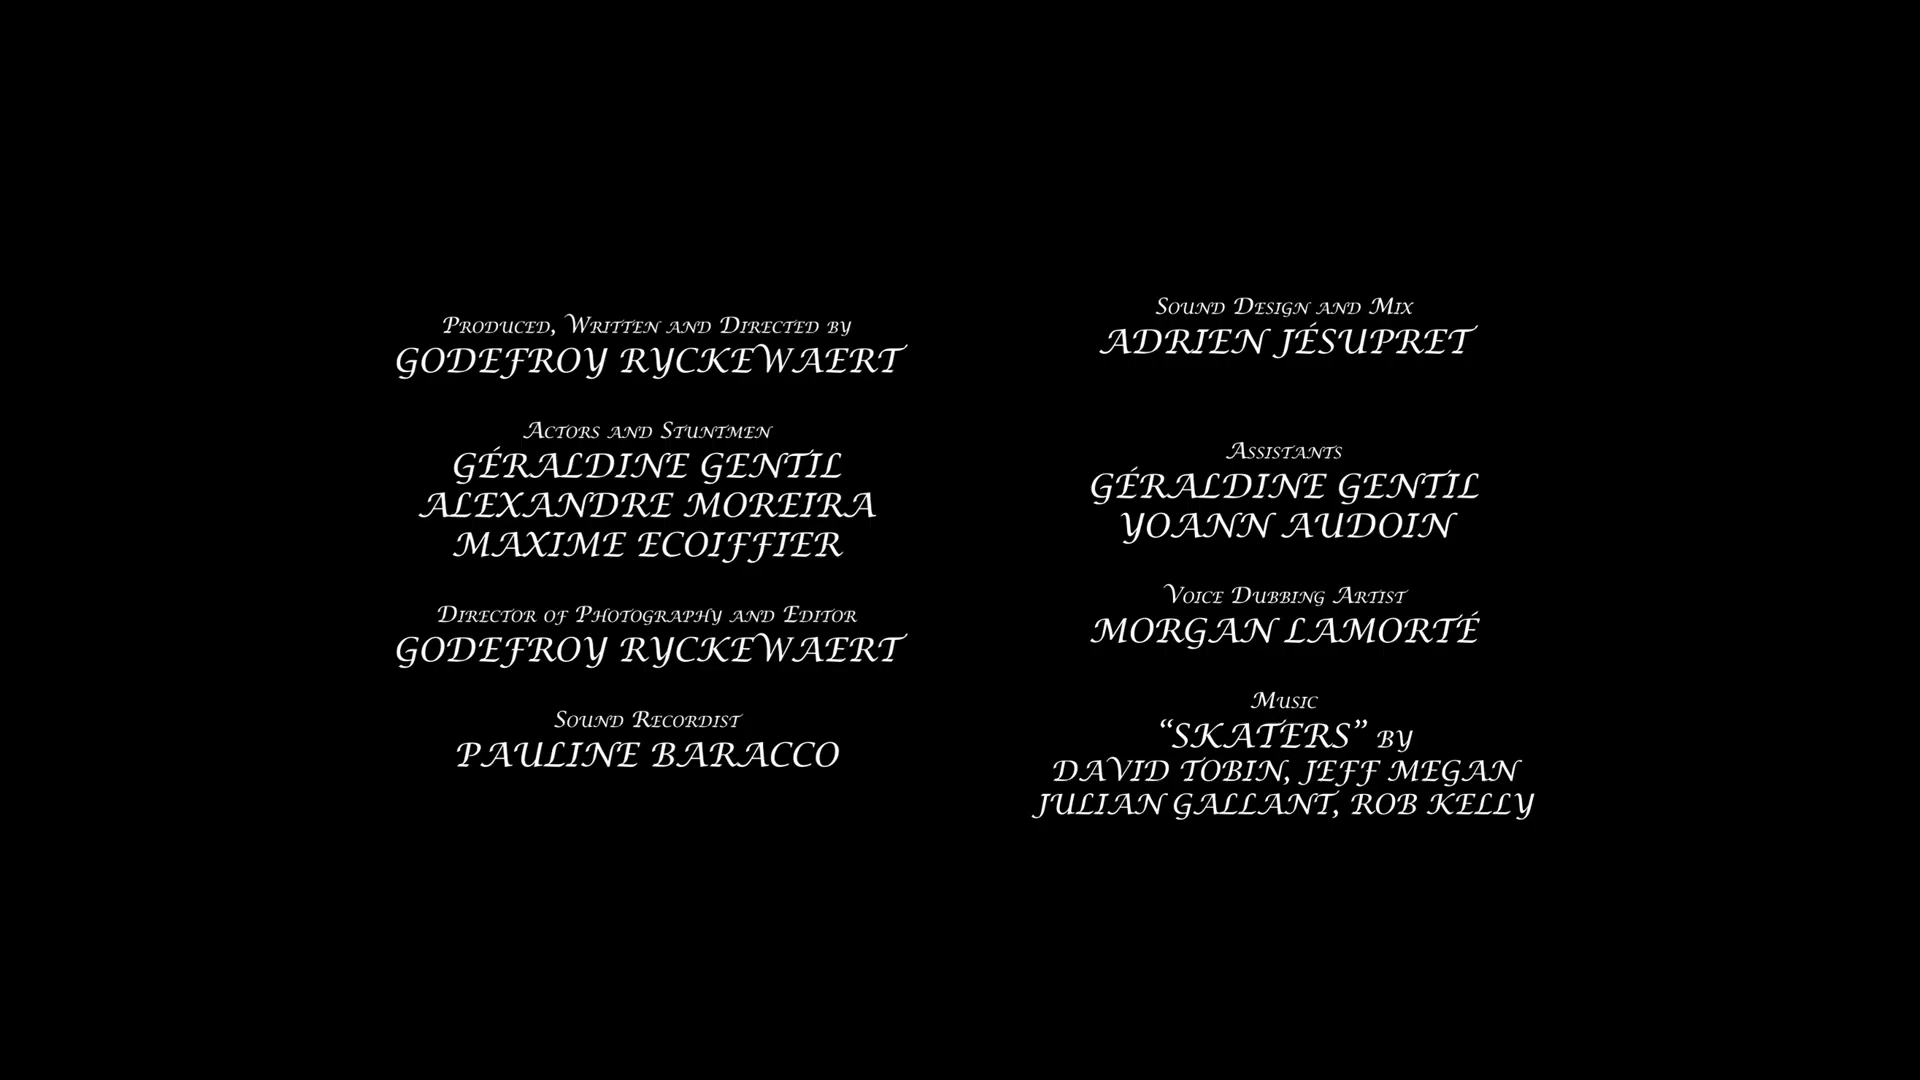 Produced, Written and Directed by
GODEFROY RYCKEWAERT
Actors and Stuntmen
GÉRALDINE GENTIL
ALEXANDRE MOREIRA
MAXIME ECOIFFIER
Director of Photography and Editor
GODEFROY RYCKEWAERT
Sound Recordist
PAULINE BARACCO
Sound Design and Mix
ADRIEN JÉSUPRET
Assistants
GÉRALDINE GENTIL
YOANN AUDOIN
Voice Dubbing Artist
MORGAN LAMORTÉ
Music
“SKATERS” BY
DAVID TOBIN, JEFF MEGAN
JULIAN GALLANT, ROB KELLY